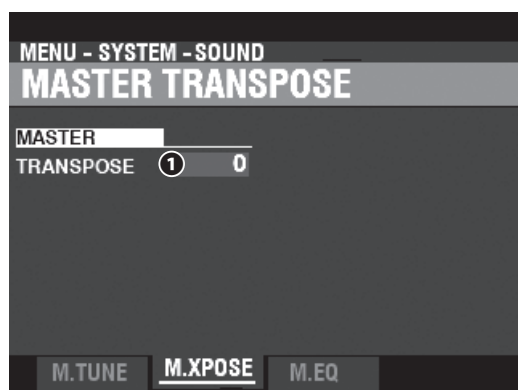 MENU - SYSTEM - SOUND
MASTER TRANSPOSE
MASTER
TRANSPOSE 1 0
M.TUNE M.XPOSE M.EQ